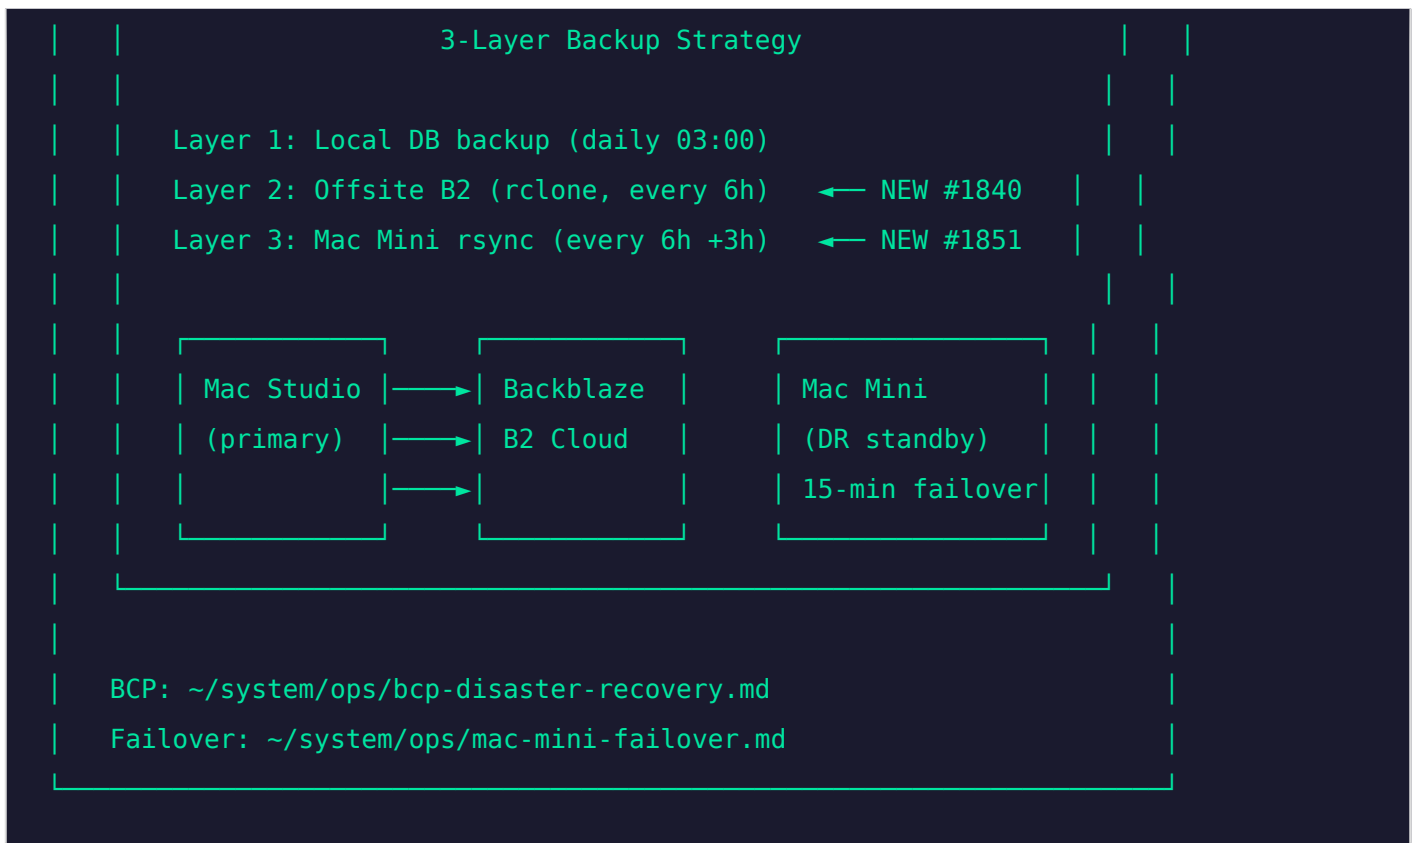 3-Layer Backup Strategy
Layer 1: Local DB backup (daily 03:00)
Layer 2: Offsite B2 (rclone, every 6h) ◄── NEW #1840
Layer 3: Mac Mini rsync (every 6h +3h) ◄── NEW #1851
Mac Studio Backblaze Mac Mini
(primary) B2 Cloud (DR standby)
15-min failover
BCP: ~/system/ops/bcp-disaster-recovery.md
Failover: ~/system/ops/mac-mini-failover.md